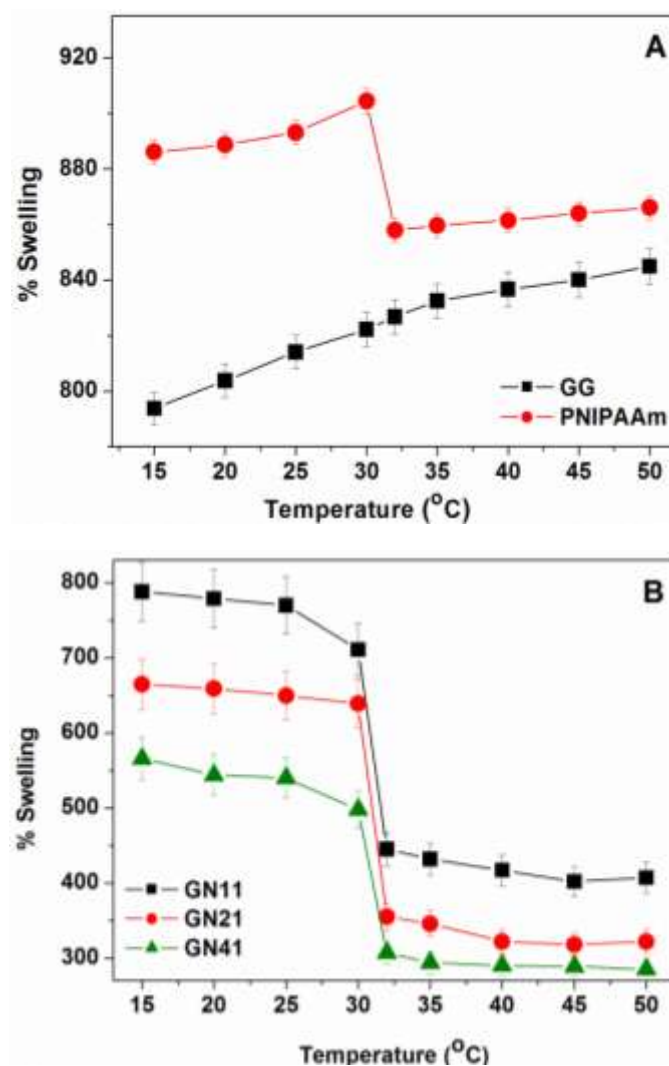 A
920
880
840
800
% Swelling
GG
PNIPAAm
15 20 25 30 35 40 45 50
Temperature (°C)
B
800
700
600
500
400
300
% Swelling
GN11
GN21
GN41
15 20 25 30 35 40 45 50
Temperature (°C)